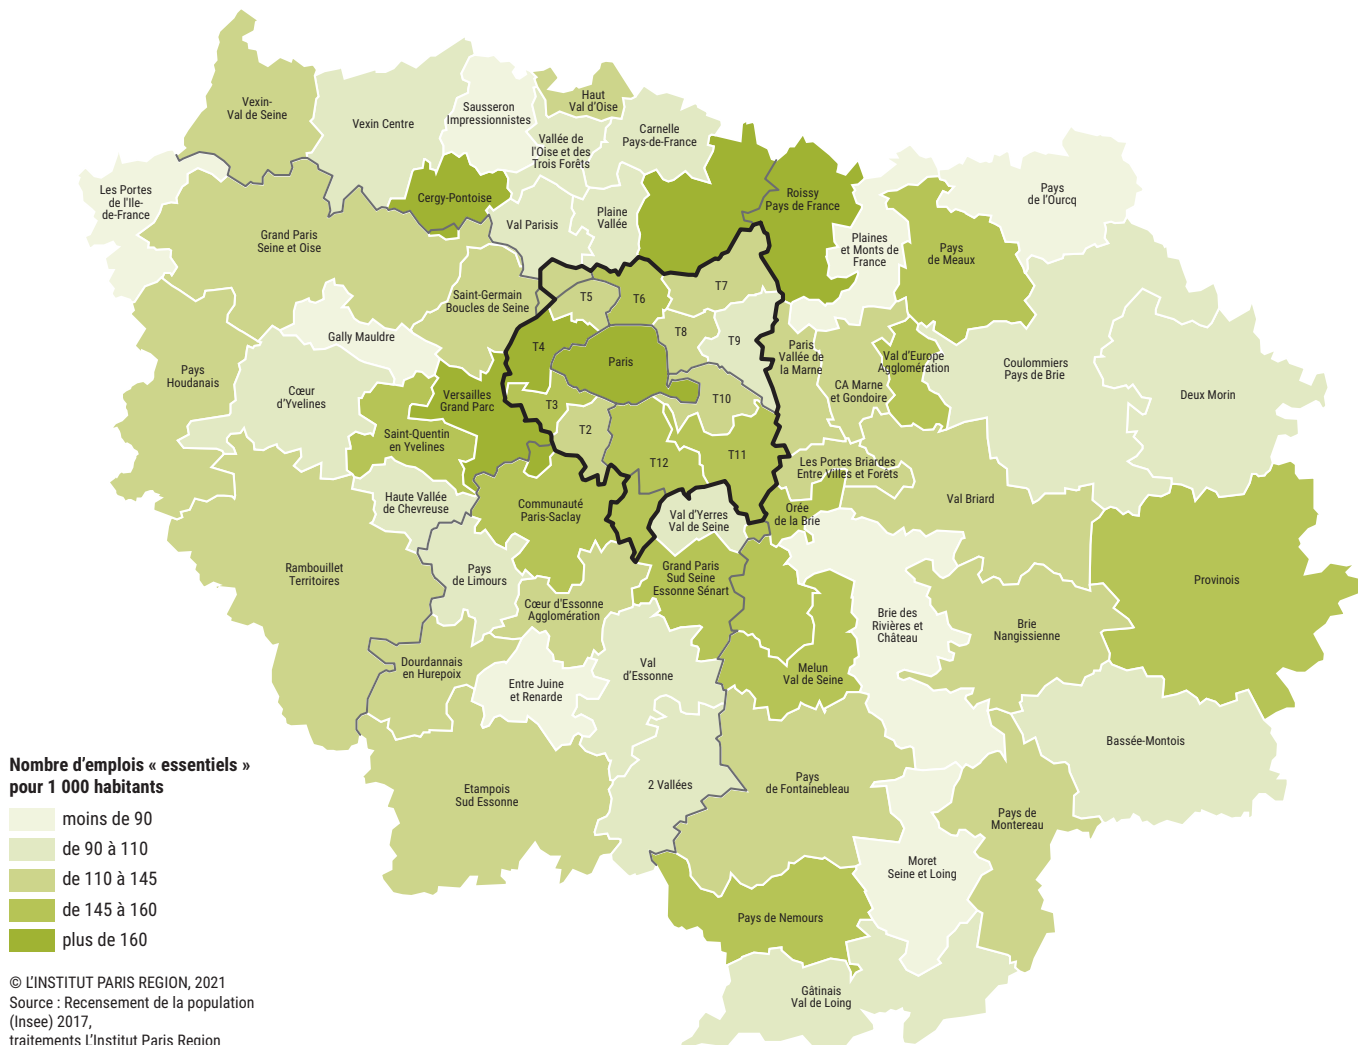 Vexin-
Val de Seine
Vexin Centre
Sausseron
Impressionnistes
Haut
Val d'Oise
Vallée de
l'Oise et des
Trois Forêts
Carnelle
Pays-de-France
Les Portes
de l'Ile-
de-France
Cergy-Pontoise
Roissy
Pays de France
Pays
de l'Ourcq
Grand Paris
Seine et Oise
Val Parisis
Plaine
Vallée
Plaines
et Monts de
France
Pays
de Meaux
Saint-Germain
Boucles de Seine
T5
T6
T7
Gally Mauldre
T4
Paris
T8
T9
Paris
Vallée de
la Marne
Val d'Europe
Agglomération
Coulommiers
Pays de Brie
Pays
Houdanais
Cœur
d'Yvelines
Versailles
Grand Parc
CA Marne
et Gondoire
Deux Morin
T3
T10
Saint-Quentin
en Yvelines
T2
T12
T11
Les Portes Briardes
Entre Villes et Forêts
Haute Vallée
de Chevreuse
Communauté
Paris-Saclay
Val d'Yerres
Val de Seine
Orée
de la Brie
Val Briard
Rambouillet
Territoires
Pays
de Limours
Grand Paris
Sud Seine
Essonne Sénart
Provinois
Cœur d'Essonne
Agglomération
Brie des
Rivières et
Château
Brie
Nangissienne
Dourdannais
en Hurepoix
Entre Juine
et Renarde
Val
d'Essonne
Melun
Val de Seine
Bassée-Montois
Etampois
Sud Essonne
2 Vallées
Pays
de Fontainebleau
Pays de
Montereau
Moret
Seine et Loing
Pays de Nemours
Gâtinais
Val de Loing
Nombre d'emplois « essentiels »
pour 1 000 habitants
moins de 90
de 90 à 110
de 110 à 145
de 145 à 160
plus de 160
© L'INSTITUT PARIS REGION, 2021
Source : Recensement de la population
(Insee) 2017,
traitements L'Institut Paris Region